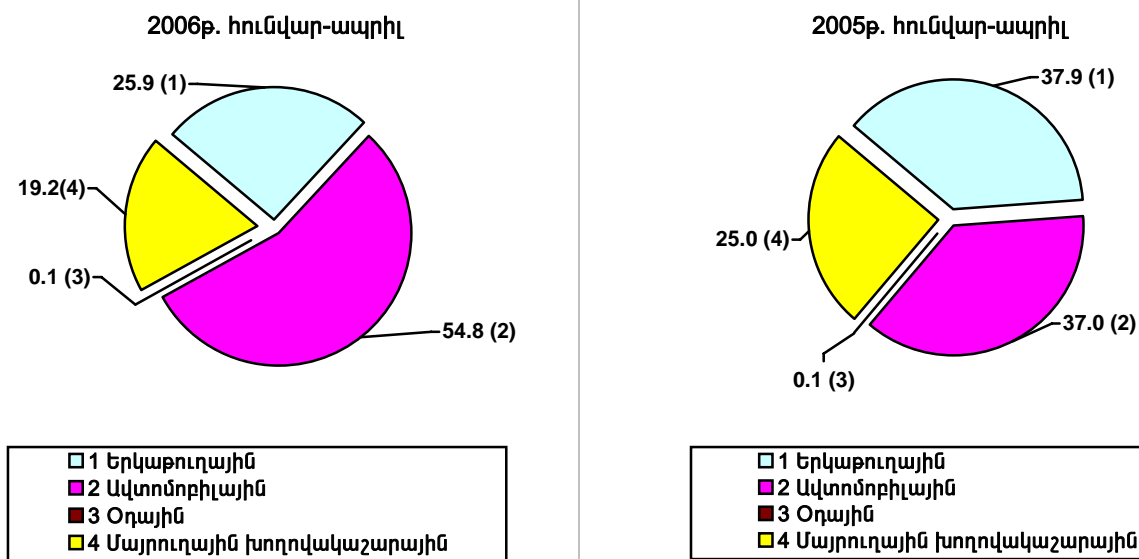 2006թ. հունվար-ապրիլ
25.9 (1)
19.2(4)
0.1 (3)
54.8 (2)
1 Երկաթուղային
2 Ավտոմոբիլային
3 Օդային
4 Մայրուղային խողովակաշարային
2005թ. հունվար-ապրիլ
37.9 (1)
25.0 (4)
37.0 (2)
0.1 (3)
1 Երկաթուղային
2 Ավտոմոբիլային
3 Օդային
4 Մայրուղային խողովակաշարային